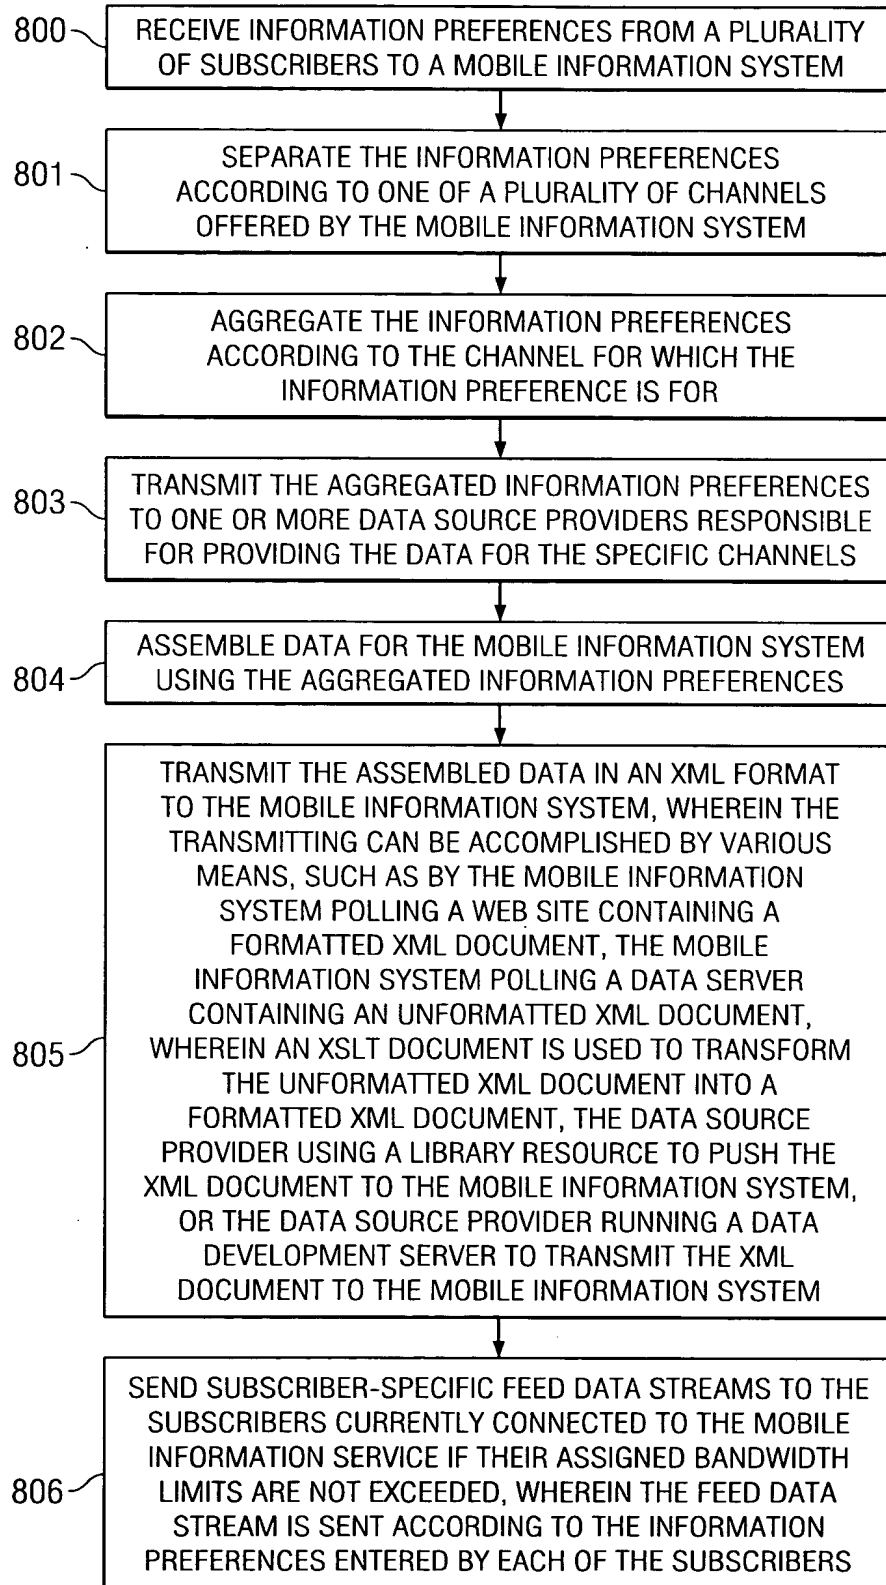 800
RECEIVE INFORMATION PREFERENCES FROM A PLURALITY
OF SUBSCRIBERS TO A MOBILE INFORMATION SYSTEM
801
SEPARATE THE INFORMATION PREFERENCES
ACCORDING TO ONE OF A PLURALITY OF CHANNELS
OFFERED BY THE MOBILE INFORMATION SYSTEM
802
AGGREGATE THE INFORMATION PREFERENCES
ACCORDING TO THE CHANNEL FOR WHICH THE
INFORMATION PREFERENCE IS FOR
803
TRANSMIT THE AGGREGATED INFORMATION PREFERENCES
TO ONE OR MORE DATA SOURCE PROVIDERS RESPONSIBLE
FOR PROVIDING THE DATA FOR THE SPECIFIC CHANNELS
804
ASSEMBLE DATA FOR THE MOBILE INFORMATION SYSTEM
USING THE AGGREGATED INFORMATION PREFERENCES
805
TRANSMIT THE ASSEMBLED DATA IN AN XML FORMAT
TO THE MOBILE INFORMATION SYSTEM, WHEREIN THE
TRANSMITTING CAN BE ACCOMPLISHED BY VARIOUS
MEANS, SUCH AS BY THE MOBILE INFORMATION
SYSTEM POLLING A WEB SITE CONTAINING A
FORMATTED XML DOCUMENT, THE MOBILE
INFORMATION SYSTEM POLLING A DATA SERVER
CONTAINING AN UNFORMATTED XML DOCUMENT,
WHEREIN AN XSLT DOCUMENT IS USED TO TRANSFORM
THE UNFORMATTED XML DOCUMENT INTO A
FORMATTED XML DOCUMENT, THE DATA SOURCE
PROVIDER USING A LIBRARY RESOURCE TO PUSH THE
XML DOCUMENT TO THE MOBILE INFORMATION SYSTEM,
OR THE DATA SOURCE PROVIDER RUNNING A DATA
DEVELOPMENT SERVER TO TRANSMIT THE XML
DOCUMENT TO THE MOBILE INFORMATION SYSTEM
806
SEND SUBSCRIBER-SPECIFIC FEED DATA STREAMS TO THE
SUBSCRIBERS CURRENTLY CONNECTED TO THE MOBILE
INFORMATION SERVICE IF THEIR ASSIGNED BANDWIDTH
LIMITS ARE NOT EXCEEDED, WHEREIN THE FEED DATA
STREAM IS SENT ACCORDING TO THE INFORMATION
PREFERENCES ENTERED BY EACH OF THE SUBSCRIBERS